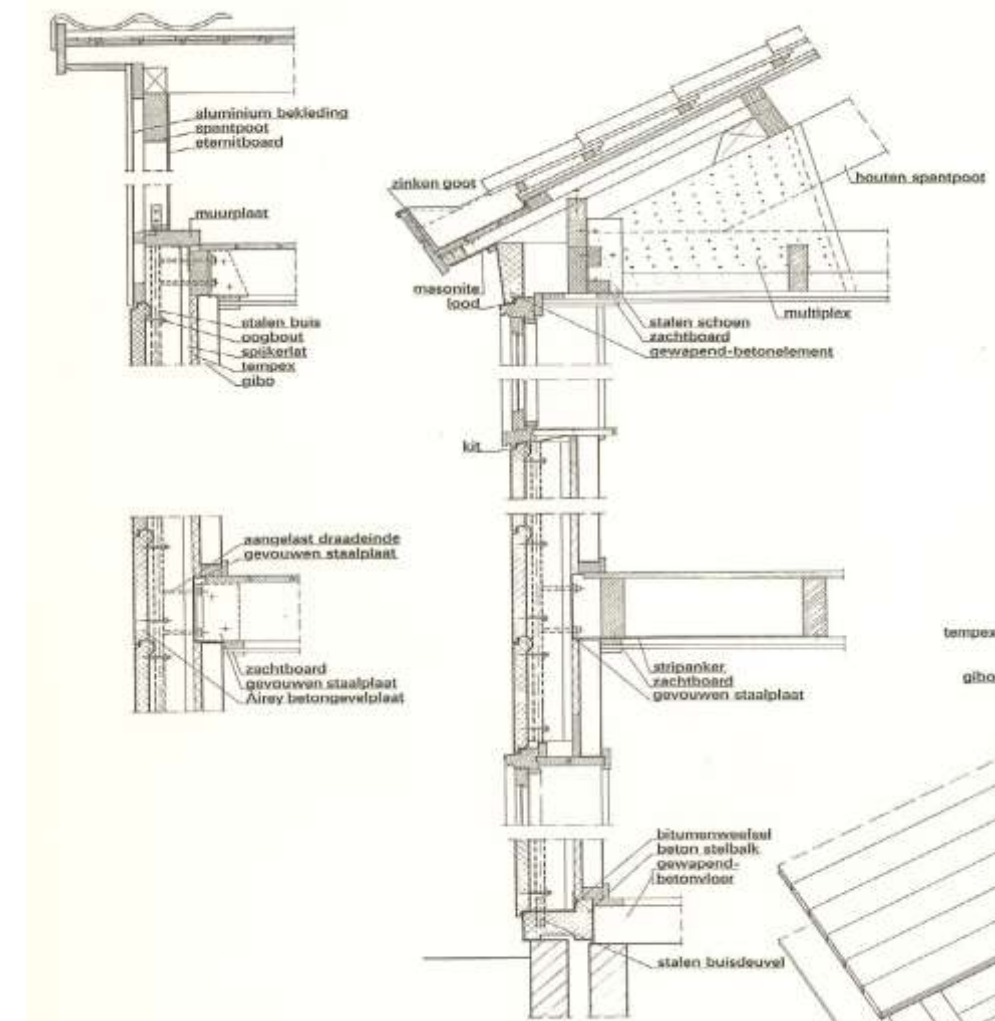 aluminium bekleding
spantpoot
eternitboard
muurplaat
stalen buis
oogbout
spijkerlat
tempex
gibo
zinken goot
houten spantpoot
masonite
lood
multiplex
stalen schoen
zachtboard
gewapend-betonelement
kit
aangelast draadeinde
gevouwen staalplaat
zachtboard
gevouwen staalplaat
Airey betongevelplaat
stripanker
zachtboard
gevouwen staalplaat
tempex
gibo
bitumenweefsel
beton stelbalk
gewapend-
betonvloer
stalen buisdeuvel